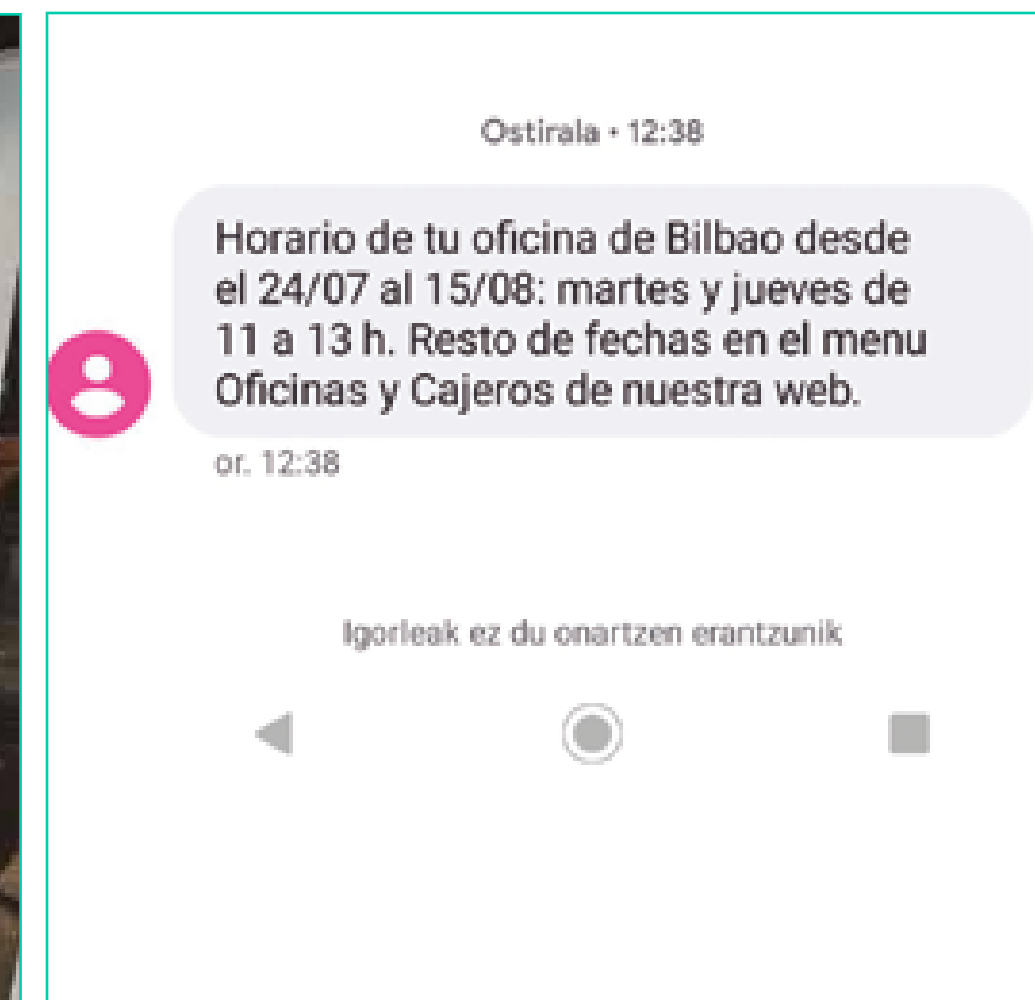 Ostirala • 12:38
Horario de tu oficina de Bilbao desde
el 24/07 al 15/08: martes y jueves de
11 a 13 h. Resto de fechas en el menu
Oficinas y Cajeros de nuestra web.
or. 12:38
Igorleak ez du onartzen erantzunik